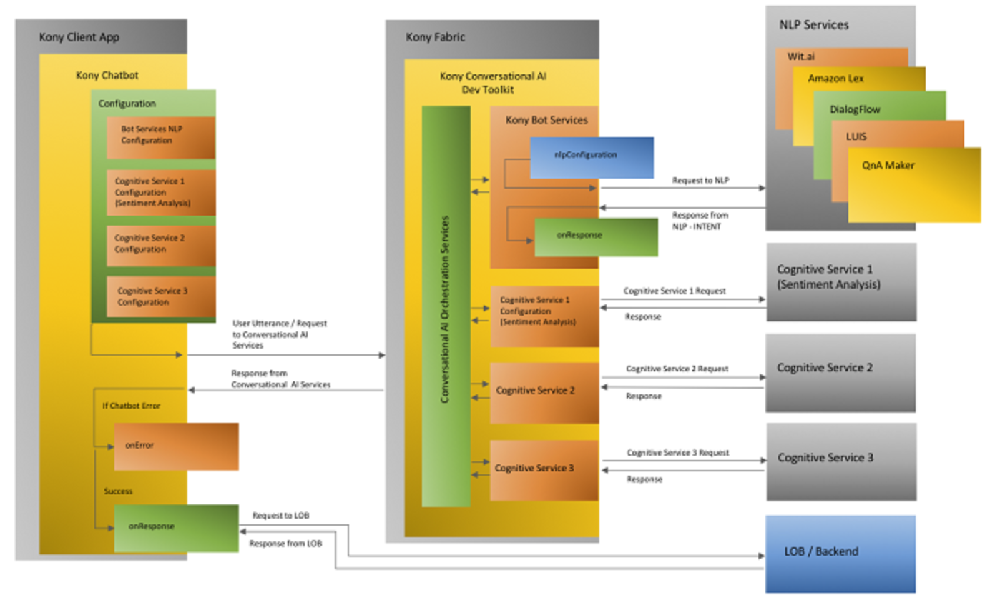 Kony Client App
Kony Chatbot
Configuration
Bot Services NLP
Configuration
Cognitive Service 1
Configuration
(Sentiment Analysis)
Cognitive Service 2
Configuration
Cognitive Service 3
Configuration
User Utterance / Request
to Conversational AI
Services
Response from
Conversational AI Services
If Chatbot Error
onError
Success
onResponse
Request to LOB
Response from LOB
Kony Fabric
Kony Conversational AI
Dev Toolkit
Conversational AI Orchestration Services
Kony Bot Services
nlpConfiguration
onResponse
Cognitive Service 1
Configuration
(Sentiment Analysis)
Cognitive Service 2
Cognitive Service 3
Request to NLP
Response from
NLP - INTENT
Cognitive Service 1 Request
Response
Cognitive Service 2 Request
Response
Cognitive Service 3 Request
Response
NLP Services
Wit.ai
Amazon Lex
DialogFlow
LUIS
QnA Maker
Cognitive Service 1
(Sentiment Analysis)
Cognitive Service 2
Cognitive Service 3
LOB / Backend